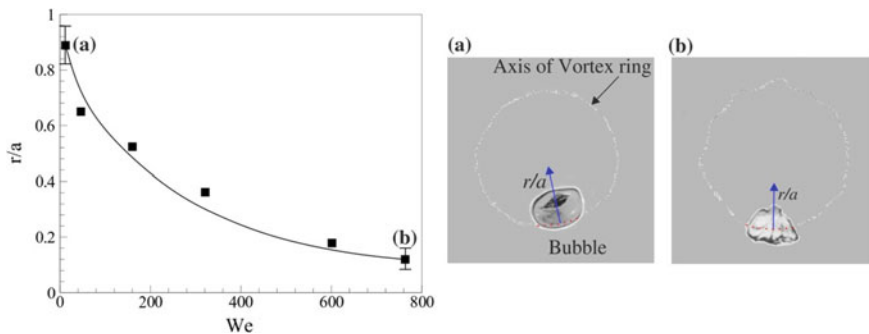 1
0.8
0.6
0.4
0.2
0
r/a
0 200 400 600 800
We
(a)
(b)
(a)
Axis of Vortex ring
r/a
Bubble
(b)
r/a